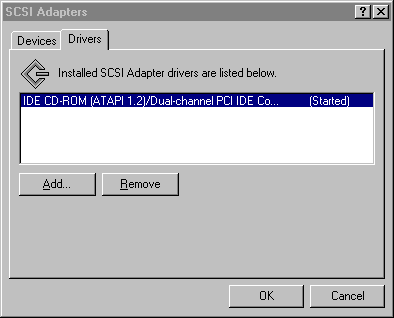 SCSI Adapters
Devices Drivers
Installed SCSI Adapter drivers are listed below.
IDE CD-ROM (ATAPI 1.2)/Dual-channel PCI IDE Co... (Started)
Add... Remove
OK Cancel